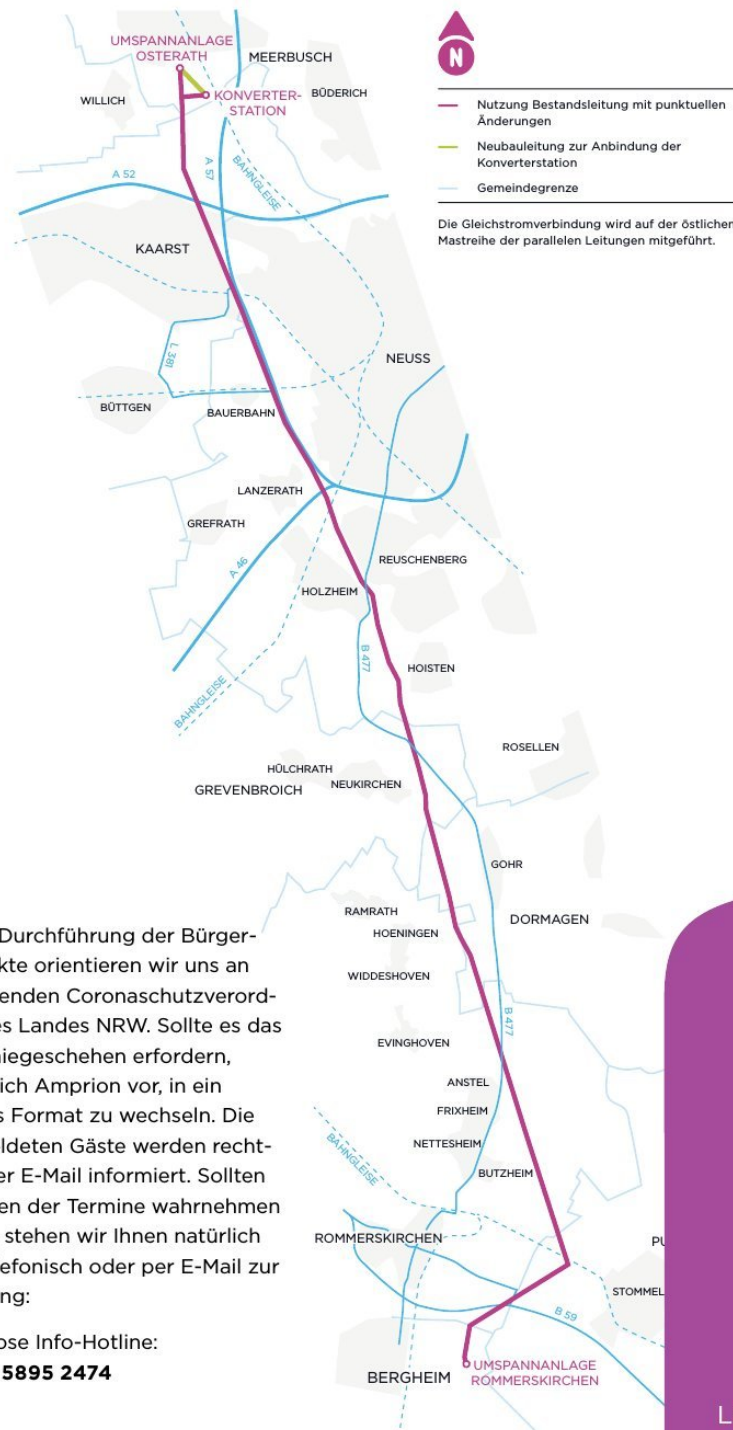 UMSPANNANLAGE
OSTERATH
MEERBUSCH
KONVERTER-
STATION
BÜDERICH
WILLICH
N
Nutzung Bestandsleitung mit punktuellen
Änderungen
Neubauleitung zur Anbindung der
Konverterstation
Gemeindegrenze
Die Gleichstromverbindung wird auf der östlichen
Mastreihe der parallelen Leitungen mitgeführt.
A 57
BAHNGLEISE
A 52
KAARST
L 381
NEUSS
BÜTTGEN
BAUERBAHN
LANZERATH
GREFRATH
A 46
REUSCHENBERG
HOLZHEIM
B 477
HOISTEN
BAHNGLEISE
ROSELLEN
HÜLCHRATH
GREVENBROICH
NEUKIRCHEN
GOHR
RAMRATH
DORMAGEN
HOENINGEN
WIDDESHOVEN
B 477
EVINGHOVEN
ANSTEL
FRIXHEIM
NETTESHEIM
BAHNGLEISE
BUTZHEIM
ROMMERSKIRCHEN
PU
STOMMEL
B 59
BERGHEIM
UMSPANNANLAGE
ROMMERSKIRCHEN
Durchführung der Bürger-
kte orientieren wir uns an
enden Coronaschutzverord-
es Landes NRW. Sollte es das
niegeschehen erfordern,
ich Amprion vor, in ein
s Format zu wechseln. Die
ldeten Gäste werden recht-
er E-Mail informiert. Sollten
en der Termine wahrnehmen
stehen wir Ihnen natürlich
efonisch oder per E-Mail zur
ng:
ose Info-Hotline:
5895 2474
L